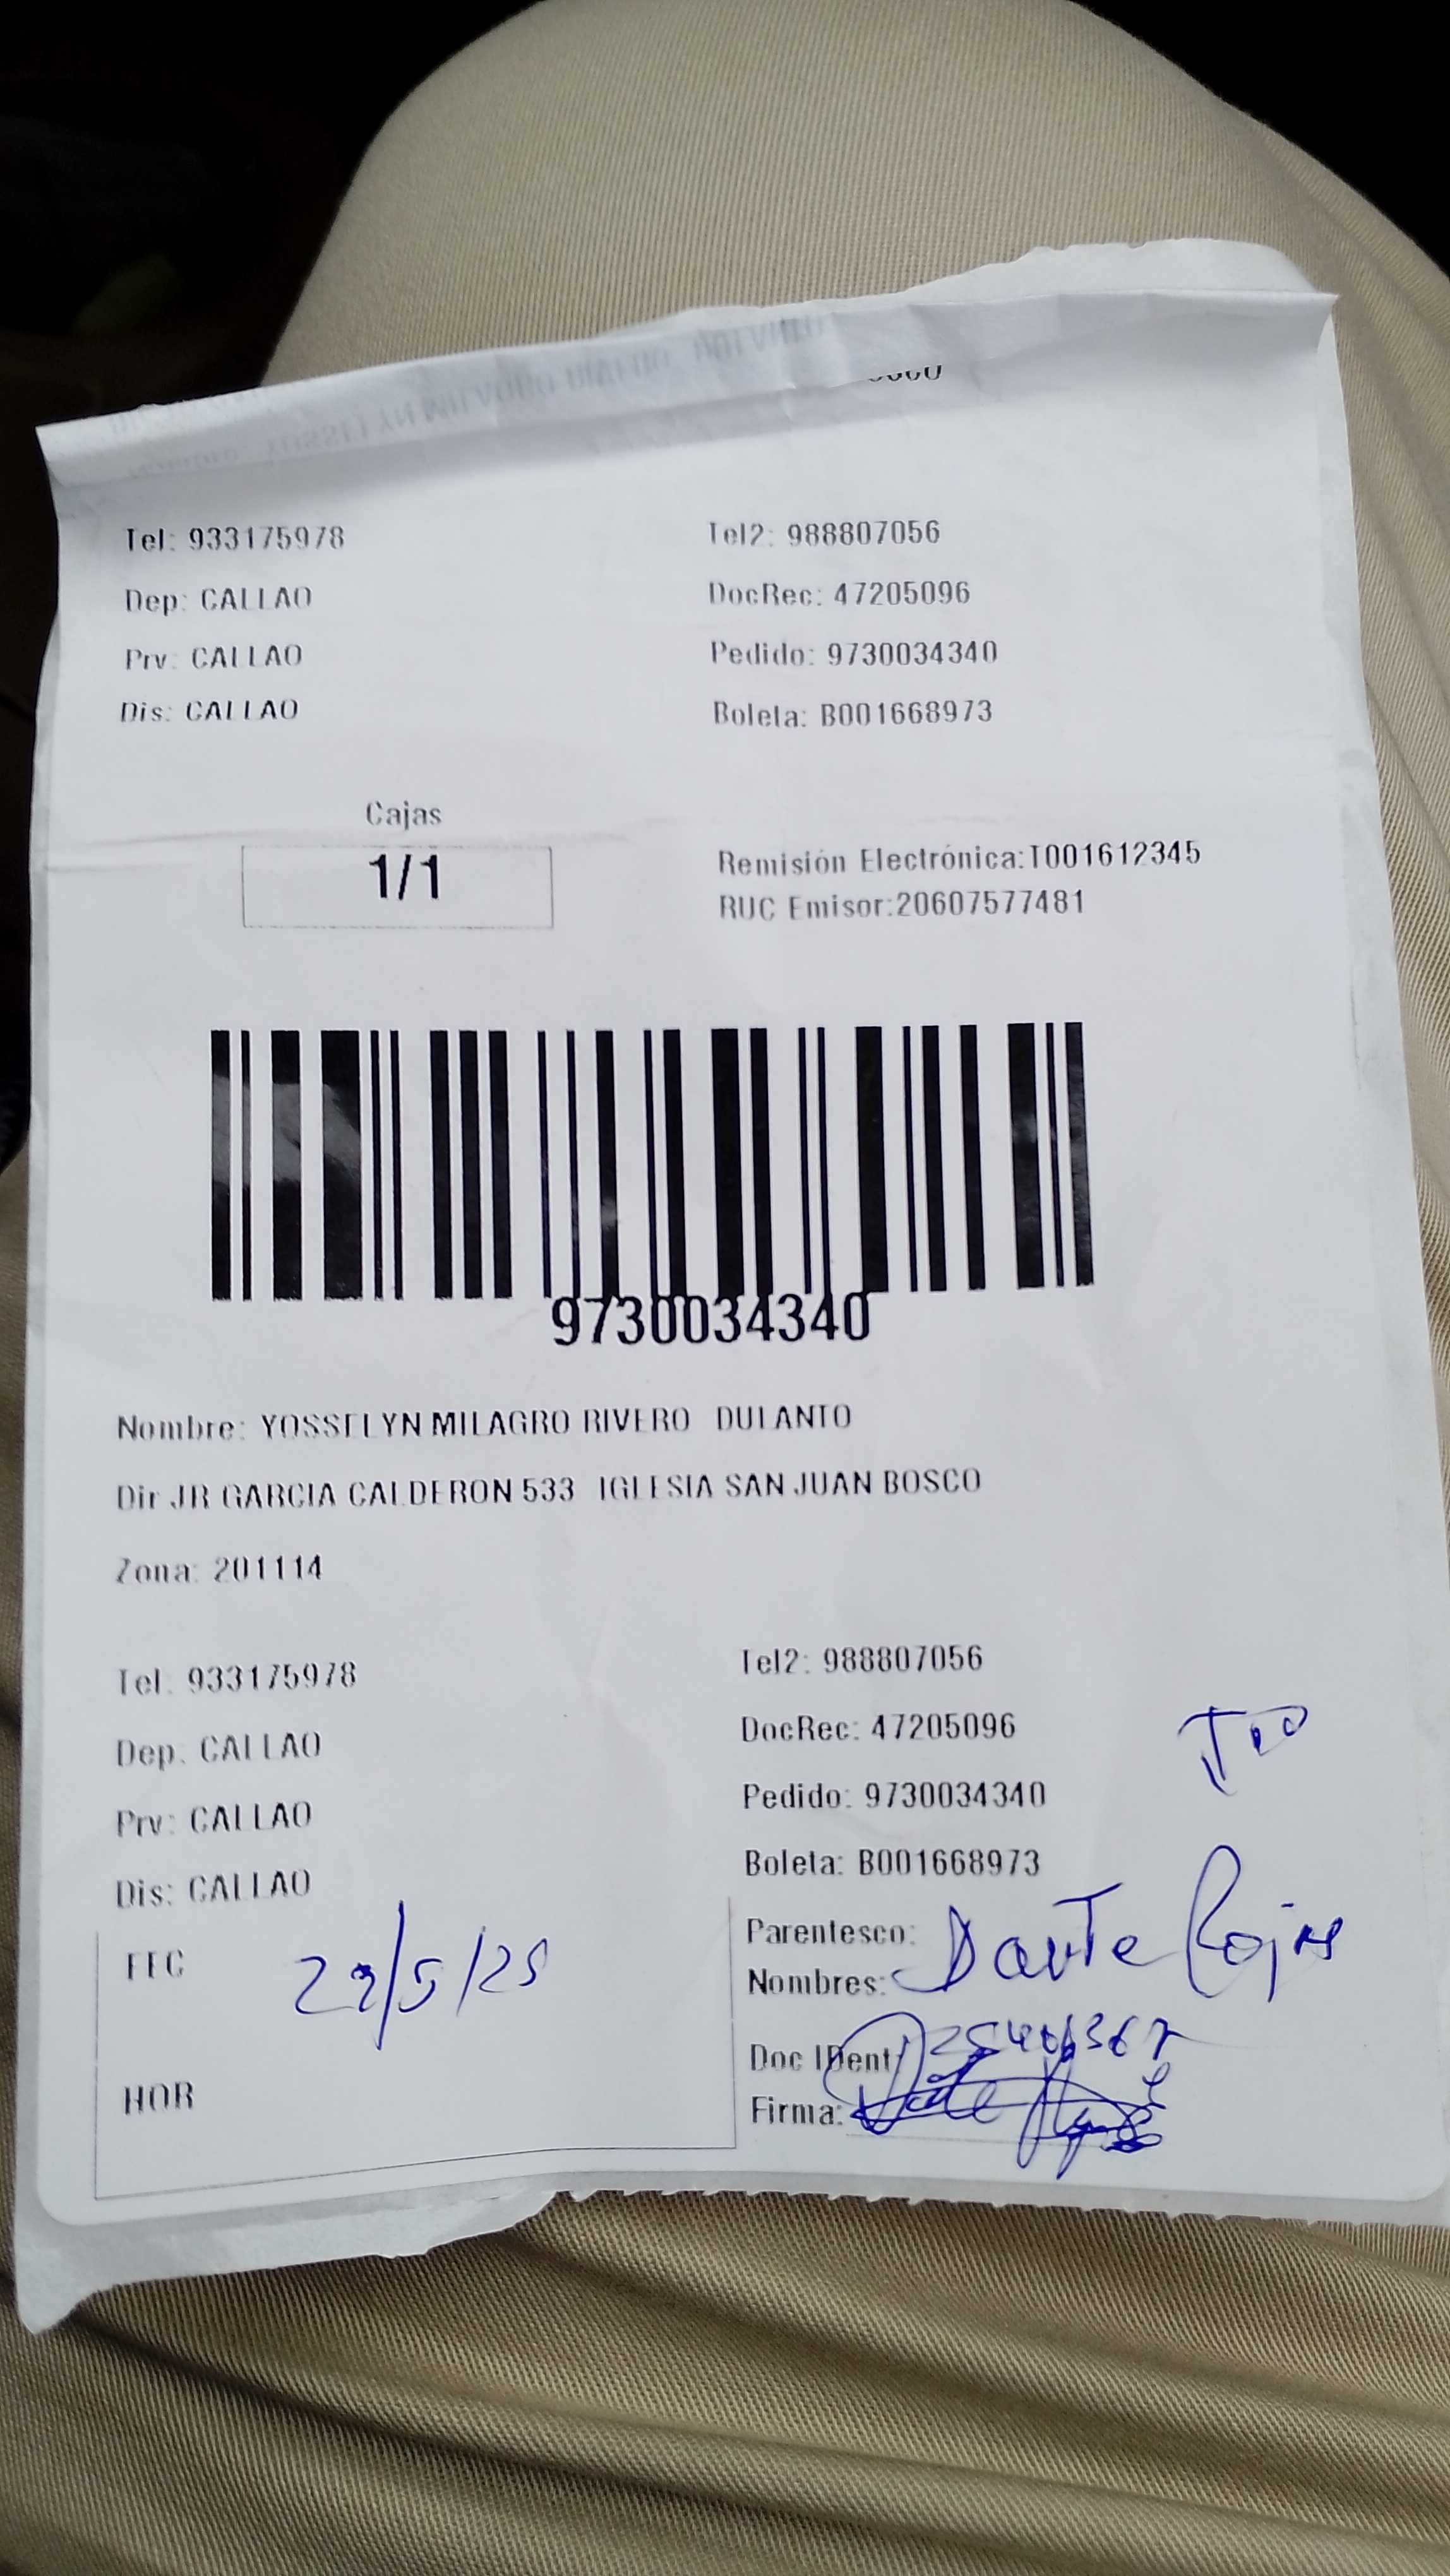 Tel: 933175978 Tel2: 988807056
Dep: CALLAO DocRec: 47205096
Prv: CALLAO Pedido: 9730034340
Dis: CALLAO Boleta: B001668973
Cajas
1/1
Remisión Electrónica:T001612345
RUC Emisor:20607577481
9730034340
Nombre: YOSSELYN MILAGRO RIVERO DULANTO
Dir JR GARCIA CALDERON 533 IGLESIA SAN JUAN BOSCO
Zona: 201114
Tel: 933175978 Tel2: 988807056
Dep: CALLAO DocRec: 47205096
Prv: CALLAO Pedido: 9730034340
Dis: CALLAO Boleta: B001668973
Tío
FEC
Parentesco:
Nombres: Dante Rojas
Doc IDent:
HOR
Firma: